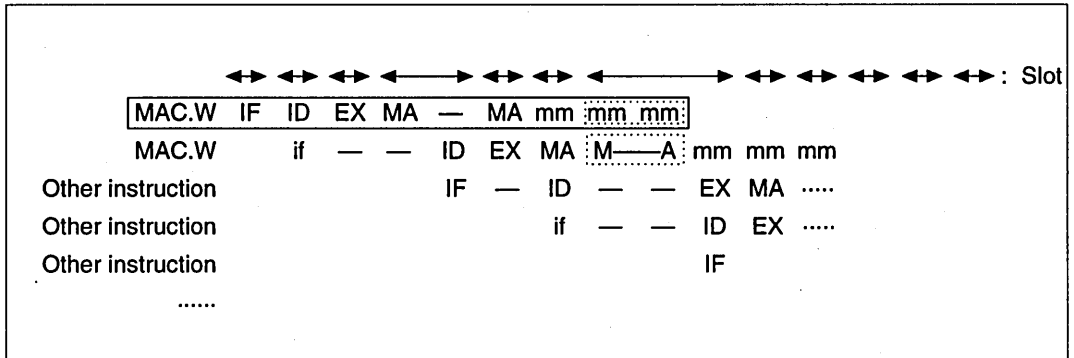 : Slot
MAC.W IF ID EX MA — MA mm mm mm
MAC.W if — — ID EX MA M——A mm mm mm
Other instruction IF — ID — — EX MA .....
Other instruction if — — ID EX .....
Other instruction IF
......